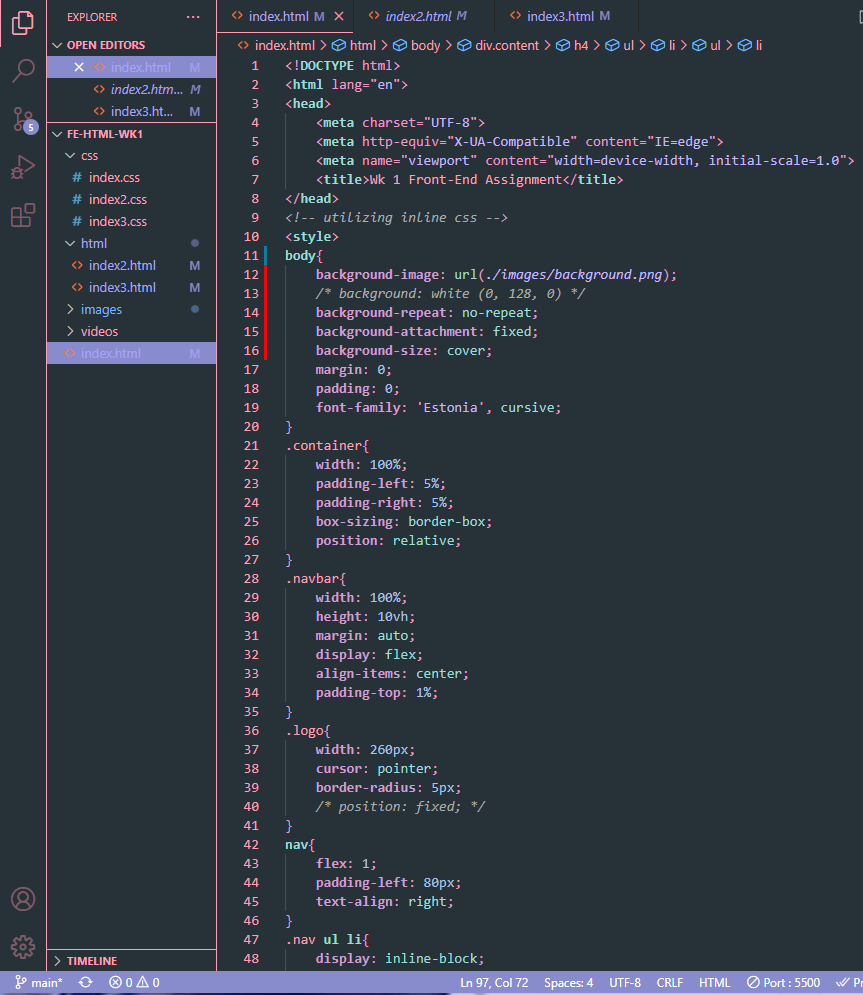 EXPLORER ...
index.html M
index2.html M
index3.html M
OPEN EDITORS
index.html M
index2.htm... M
index3.ht... M
FE-HTML-WK1
css
# index.css
# index2.css
# index3.css
html
index2.html M
index3.html M
images
videos
index.html M
TIMELINE
5
index.html > html > body > div.content > h4 > ul > li > ul > li
1 <!DOCTYPE html>
2 <html lang="en">
3 <head>
4 <meta charset="UTF-8">
5 <meta http-equiv="X-UA-Compatible" content="IE=edge">
6 <meta name="viewport" content="width=device-width, initial-scale=1.0">
7 <title>Wk 1 Front-End Assignment</title>
8 </head>
9 <!-- utilizing inline css -->
10 <style>
11 body{
12 background-image: url(./images/background.png);
13 /* background: white (0, 128, 0) */
14 background-repeat: no-repeat;
15 background-attachment: fixed;
16 background-size: cover;
17 margin: 0;
18 padding: 0;
19 font-family: 'Estonia', cursive;
20 }
21 .container{
22 width: 100%;
23 padding-left: 5%;
24 padding-right: 5%;
25 box-sizing: border-box;
26 position: relative;
27 }
28 .navbar{
29 width: 100%;
30 height: 10vh;
31 margin: auto;
32 display: flex;
33 align-items: center;
34 padding-top: 1%;
35 }
36 .logo{
37 width: 260px;
38 cursor: pointer;
39 border-radius: 5px;
40 /* position: fixed; */
41 }
42 nav{
43 flex: 1;
44 padding-left: 80px;
45 text-align: right;
46 }
47 .nav ul li{
48 display: inline-block;
main* 0 0 Ln 97, Col 72 Spaces: 4 UTF-8 CRLF HTML Port : 5500 Pr